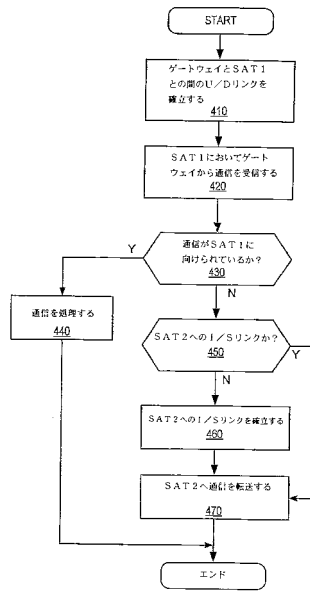 START
ゲートウェイとSAT1
との間のU/Dリンクを
確立する
410
SAT1においてゲート
ウェイから通信を受信する
420
通信がSAT1に
向けられているか?
430
Y
N
通信を処理する
440
SAT2へのI/Sリンクか?
450
Y
N
SAT2へのI/Sリンクを確立する
460
SAT2へ通信を転送する
470
エンド